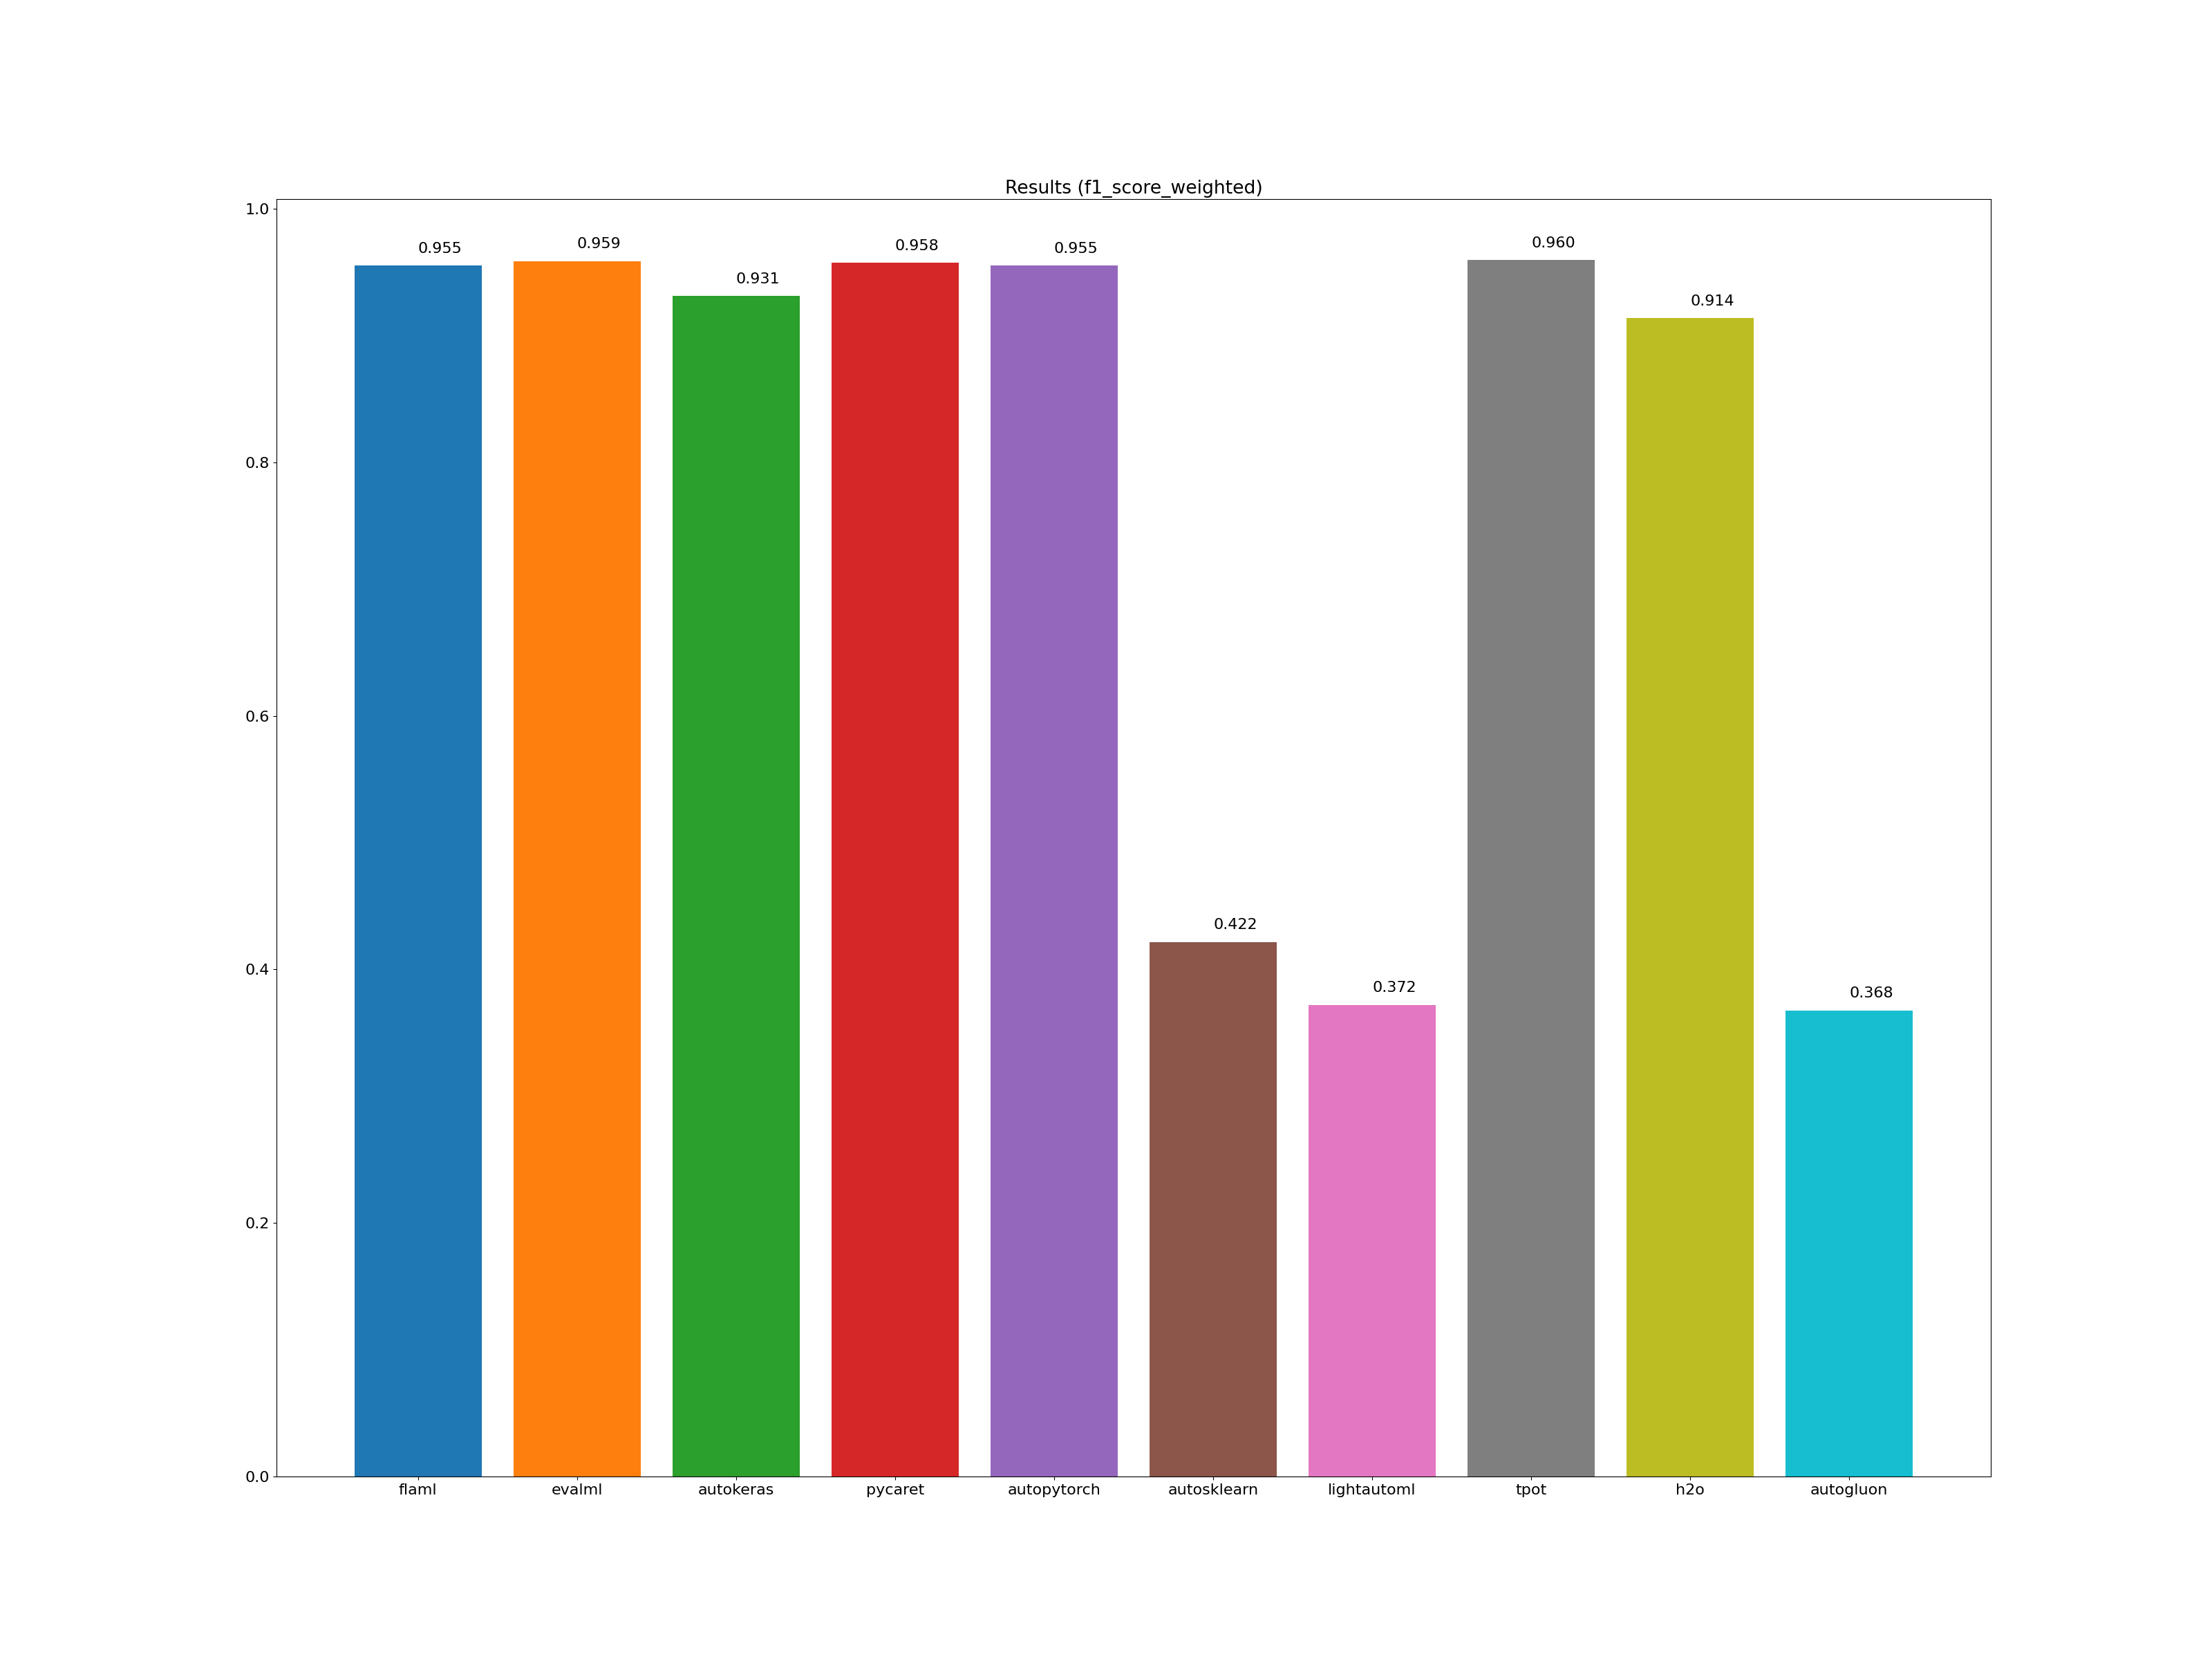 Results (f1_score_weighted)
1.0
0.8
0.6
0.4
0.2
0.0
0.955
0.959
0.931
0.958
0.955
0.422
0.372
0.960
0.914
0.368
flaml
evalml
autokeras
pycaret
autopytorch
autosklearn
lightautoml
tpot
h2o
autogluon